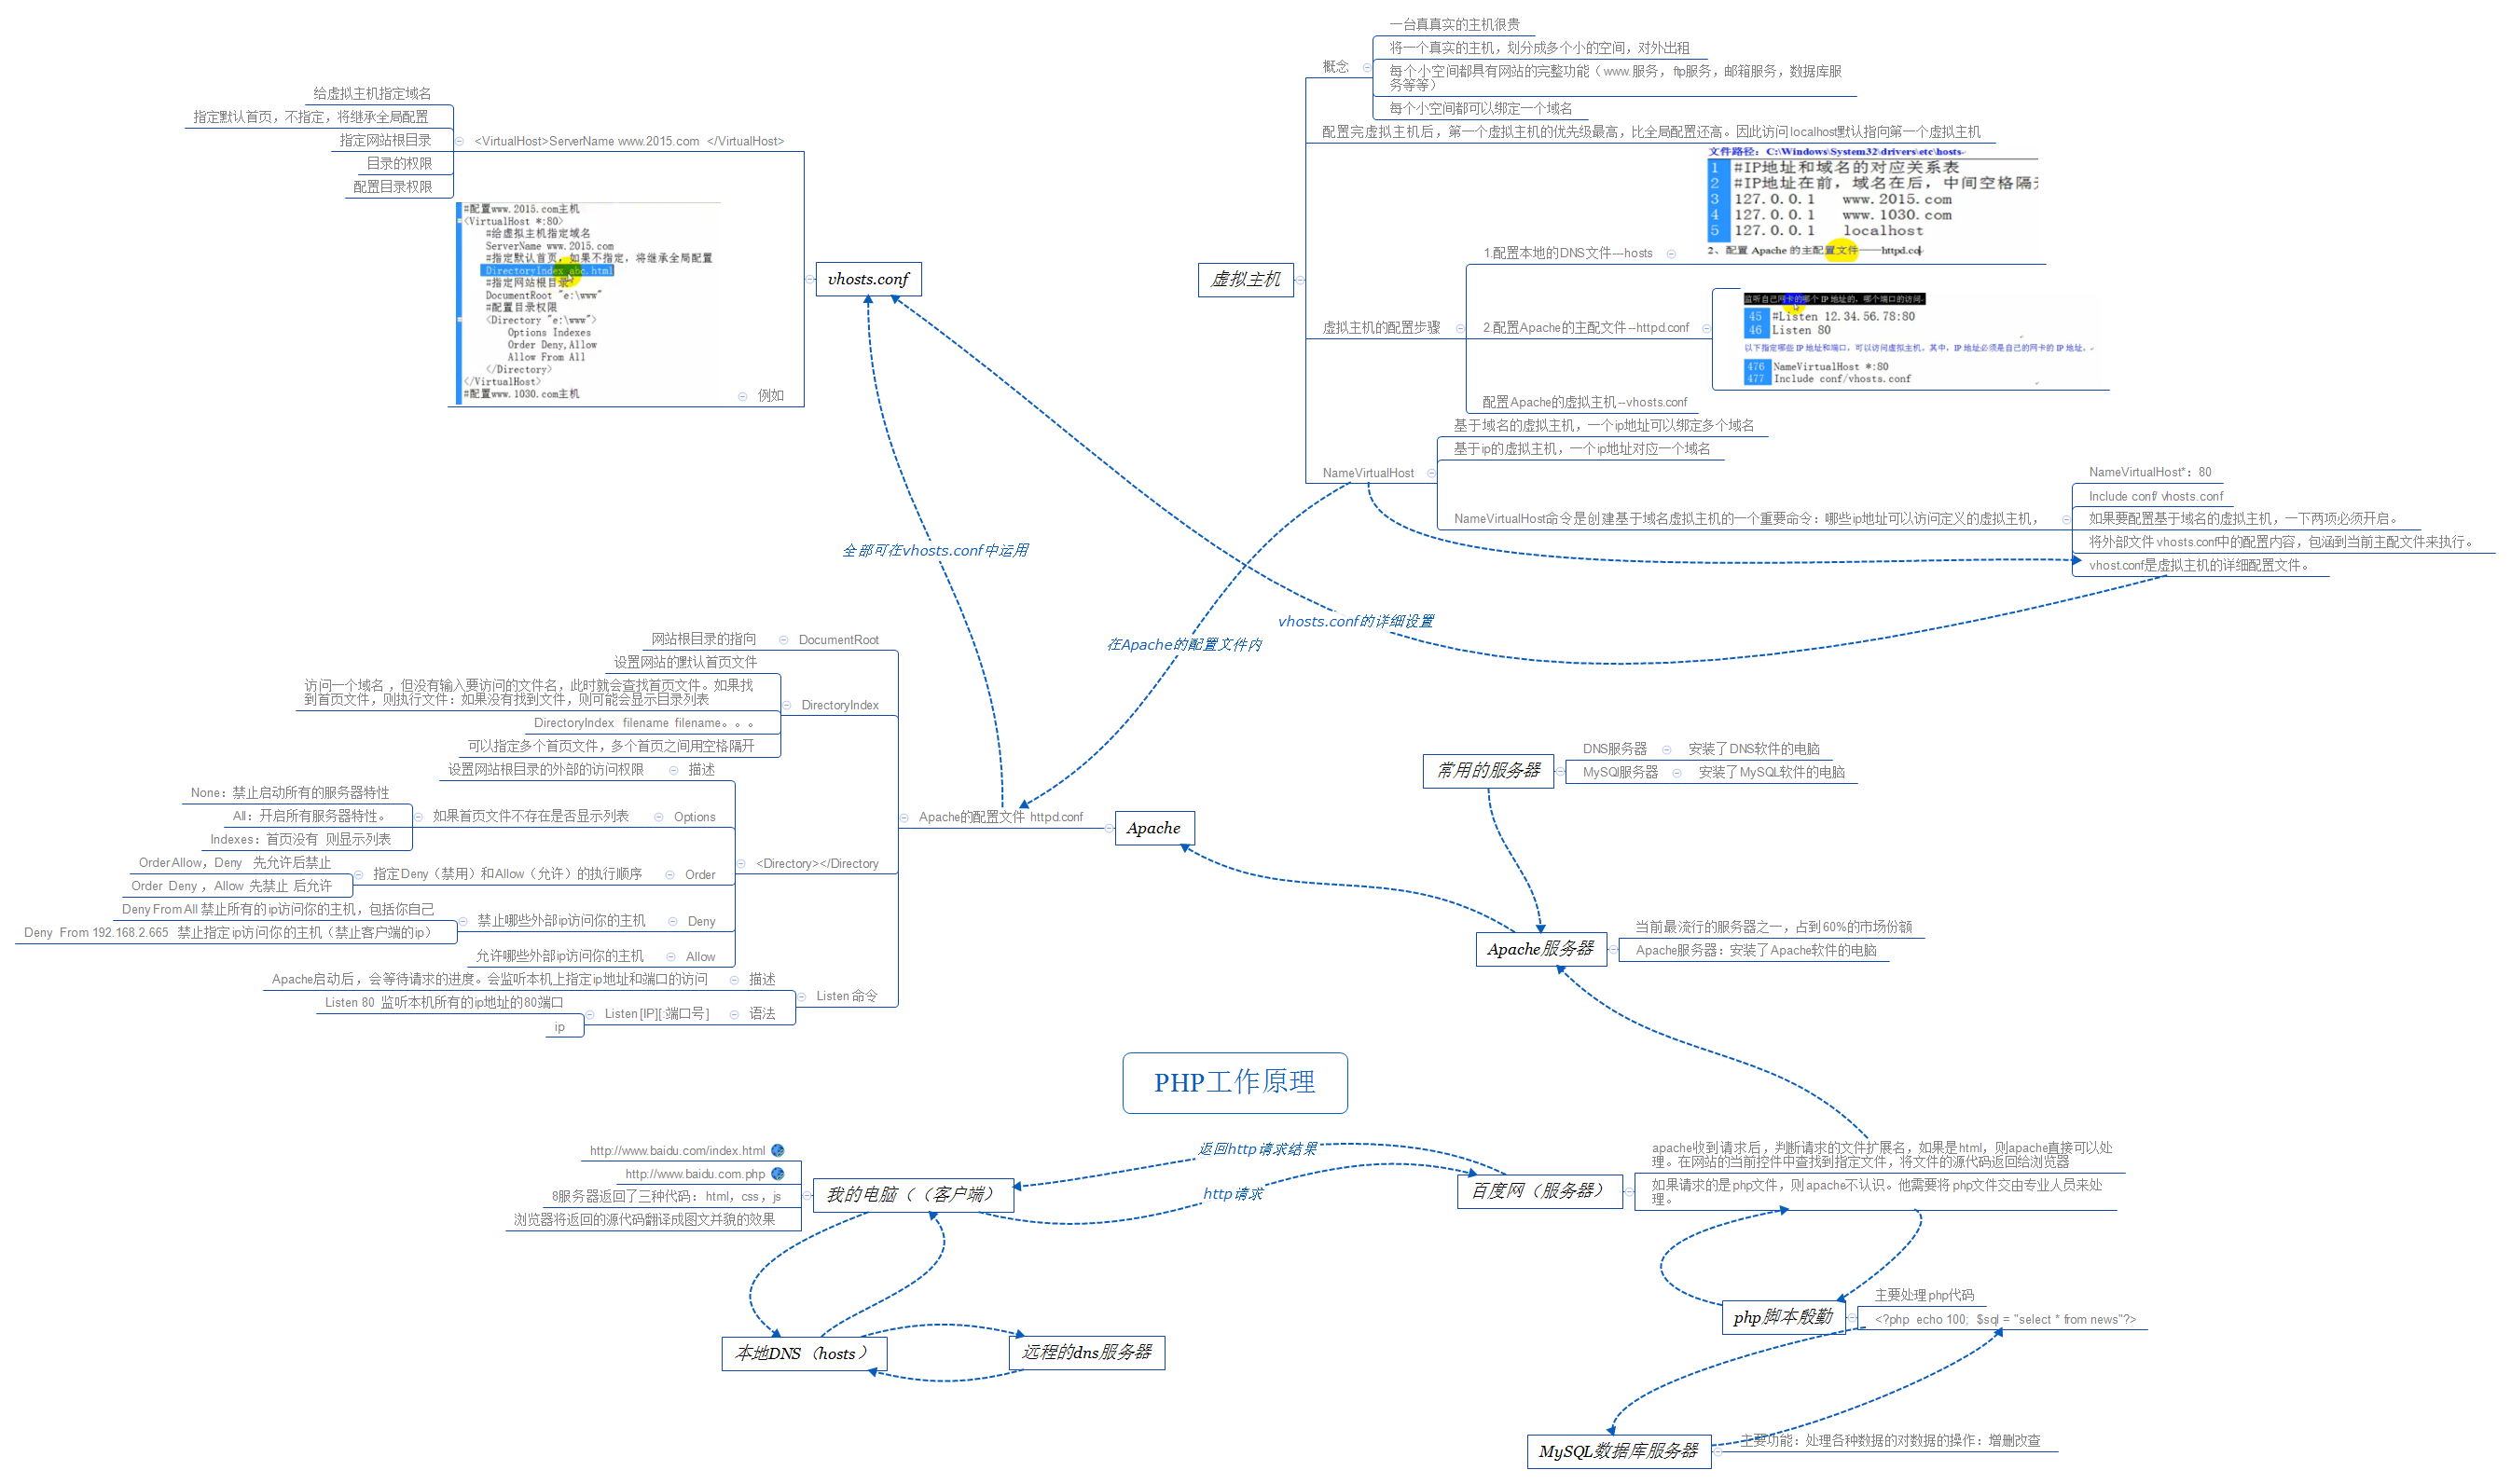 给虚拟主机指定域名
指定默认首页，不指定，将继承全局配置
指定网站根目录
目录的权限
配置目录权限
<VirtualHost>ServerName www.2015.com  </VirtualHost>
#配置www.2015.com主机
<VirtualHost *:80>
#给虚拟主机指定域名
ServerName www.2015.com
#指定默认首页，如果不指定，将继承全局配置
DirectoryIndex abc.html
#指定网站根目录
DocumentRoot "e:\www"
#配置目录权限
<Directory "e:\www">
Options Indexes
Order Deny,Allow
Allow From All
</Directory>
</VirtualHost>
#配置www.1030.com主机
例如
vhosts.conf
虚拟主机
概念
一台真真实的主机很贵
将一个真实的主机，划分成多个小的空间，对外出租
每个小空间都具有网站的完整功能（www.服务，ftp服务，邮箱服务，数据库服
务等等）
每个小空间都可以绑定一个域名
配置完虚拟主机后，第一个虚拟主机的优先级最高，比全局配置还高。因此访问localhost默认指向第一个虚拟主机
虚拟主机的配置步骤
1.配置本地的DNS文件---hosts
文件路径：C:\Windows\System32\drivers\etc\hosts
1 #IP地址和域名的对应关系表
2 #IP地址在前，域名在后，中间空格隔
3 127.0.0.1 www.2015.com
4 127.0.0.1 www.1030.com
5 127.0.0.1 localhost
2、配置 Apache 的主配置文件——httpd.co
2.配置Apache的主配文件--httpd.conf
监听自己网卡的哪个 IP 地址的，哪个端口的访问。
45 #Listen 12.34.56.78:80
46 Listen 80
以下指定哪些 IP 地址和端口，可以访问虚拟主机。其中，IP 地址必须是自己的网卡的 IP 地址。
476 NameVirtualHost *:80
477 Include conf/vhosts.conf
配置Apache的虚拟主机--vhosts.conf
NameVirtualHost
基于域名的虚拟主机，一个ip地址可以绑定多个域名
基于ip的虚拟主机，一个ip地址对应一个域名
NameVirtualHost命令是创建基于域名虚拟主机的一个重要命令：哪些ip地址可以访问定义的虚拟主机，
NameVirtualHost*：80
Include conf/ vhosts.conf
如果要配置基于域名的虚拟主机，一下两项必须开启。
将外部文件vhosts.conf中的配置内容，包涵到当前主配文件来执行。
vhost.conf是虚拟主机的详细配置文件。
全部可在vhosts.conf中运用
在Apache的配置文件内
vhosts.conf的详细设置
网站根目录的指向
DocumentRoot
设置网站的默认首页文件
访问一个域名，但没有输入要访问的文件名，此时就会查找首页文件。如果找
到首页文件，则执行文件：如果没有找到文件，则可能会显示目录列表
DirectoryIndex
DirectoryIndex  filename filename。。。
可以指定多个首页文件，多个首页之间用空格隔开
设置网站根目录的外部的访问权限
描述
None：禁止启动所有的服务器特性
All：开启所有服务器特性。
Indexes：首页没有 则显示列表
如果首页文件不存在是否显示列表
Options
<Directory></Directory
Order Allow，Deny  先允许后禁止
Order Deny ，Allow 先禁止 后允许
指定Deny（禁用）和Allow（允许）的执行顺序
Order
Deny From All 禁止所有的ip访问你的主机，包括你自己
Deny  From 192.168.2.665  禁止指定ip访问你的主机（禁止客户端的ip）
禁止哪些外部ip访问你的主机
Deny
允许哪些外部ip访问你的主机
Allow
Apache启动后，会等待请求的进度。会监听本机上指定ip地址和端口的访问
描述
Listen 命令
Listen 80  监听本机所有的ip地址的80端口
ip
Listen [IP][:端口号]
语法
Apache的配置文件 httpd.conf
Apache
常用的服务器
DNS服务器
安装了DNS软件的电脑
MySQl服务器
安装了MySQL软件的电脑
Apache服务器
当前最流行的服务器之一，占到60%的市场份额
Apache服务器：安装了Apache软件的电脑
PHP工作原理
http://www.baidu.com/index.html
http://www.baidu.com.php
8服务器返回了三种代码：html，css，js
浏览器将返回的源代码翻译成图文并貌的效果
我的电脑（（客户端）
返回http请求结果
http请求
百度网（服务器）
apache收到请求后，判断请求的文件扩展名，如果是html，则apache直接可以处
理。在网站的当前控件中查找到指定文件，将文件的源代码返回给浏览器
如果请求的是php文件，则apache不认识。他需要将php文件交由专业人员来处
理。
本地DNS（hosts）
远程的dns服务器
php脚本殷勤
主要处理php代码
<?php  echo 100;  $sql = "select * from news"?>
MySQL数据库服务器
主要功能：处理各种数据的对数据的操作：增删改查